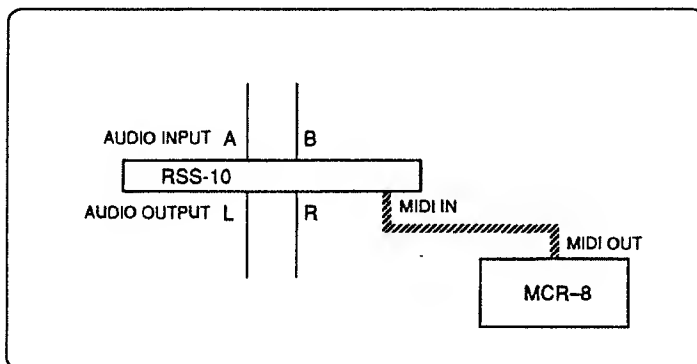 AUDIO INPUT A B
RSS-10
AUDIO OUTPUT L R
MIDI IN
MIDI OUT
MCR-8